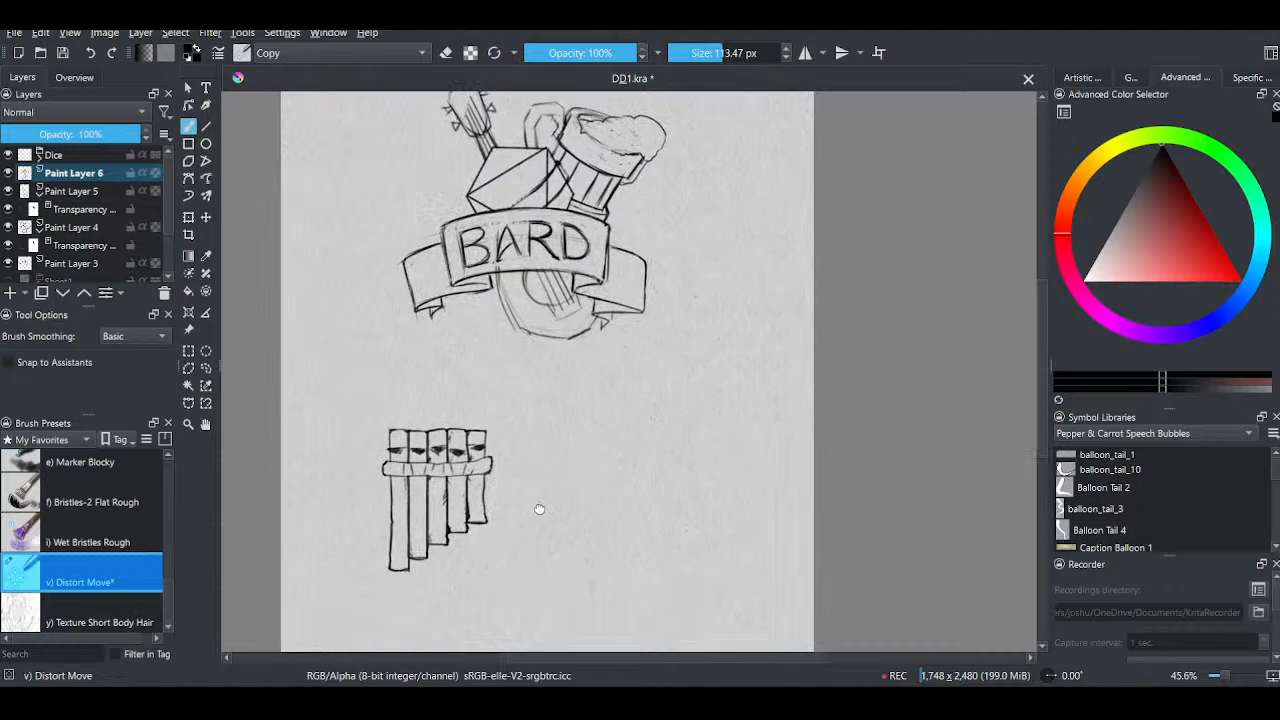 File Edit View Image Layer Select Filter Tools Settings Window Help
Copy Opacity: 100% Size: 113.47 px
Layers Overview DD1.kra * Artistic ... G... Advanced ... Specific ...
Layers
Normal
Opacity: 100%
Dice
Paint Layer 6
Paint Layer 5
Transparency ...
Paint Layer 4
Transparency ...
Paint Layer 3
Tool Options
Brush Smoothing: Basic
Snap to Assistants
Brush Presets
My Favorites Tag
e) Marker Blocky
f) Bristles-2 Flat Rough
i) Wet Bristles Rough
v) Distort Move*
y) Texture Short Body Hair
Search Filter in Tag
v) Distort Move RGB/Alpha (8-bit integer/channel) sRGB-elle-V2-srgbtrc.icc REC 1,748 x 2,480 (199.0 MiB) 0.00° 45.6%
BARD
Advanced Color Selector
Symbol Libraries
Pepper & Carrot Speech Bubbles
balloon_tail_1
balloon_tail_10
Balloon Tail 2
balloon_tail_3
Balloon Tail 4
Caption Balloon 1
Recorder
Recordings directory:
ers/joshu/OneDrive/Documents/KritaRecorder
Capture interval: 1 sec.